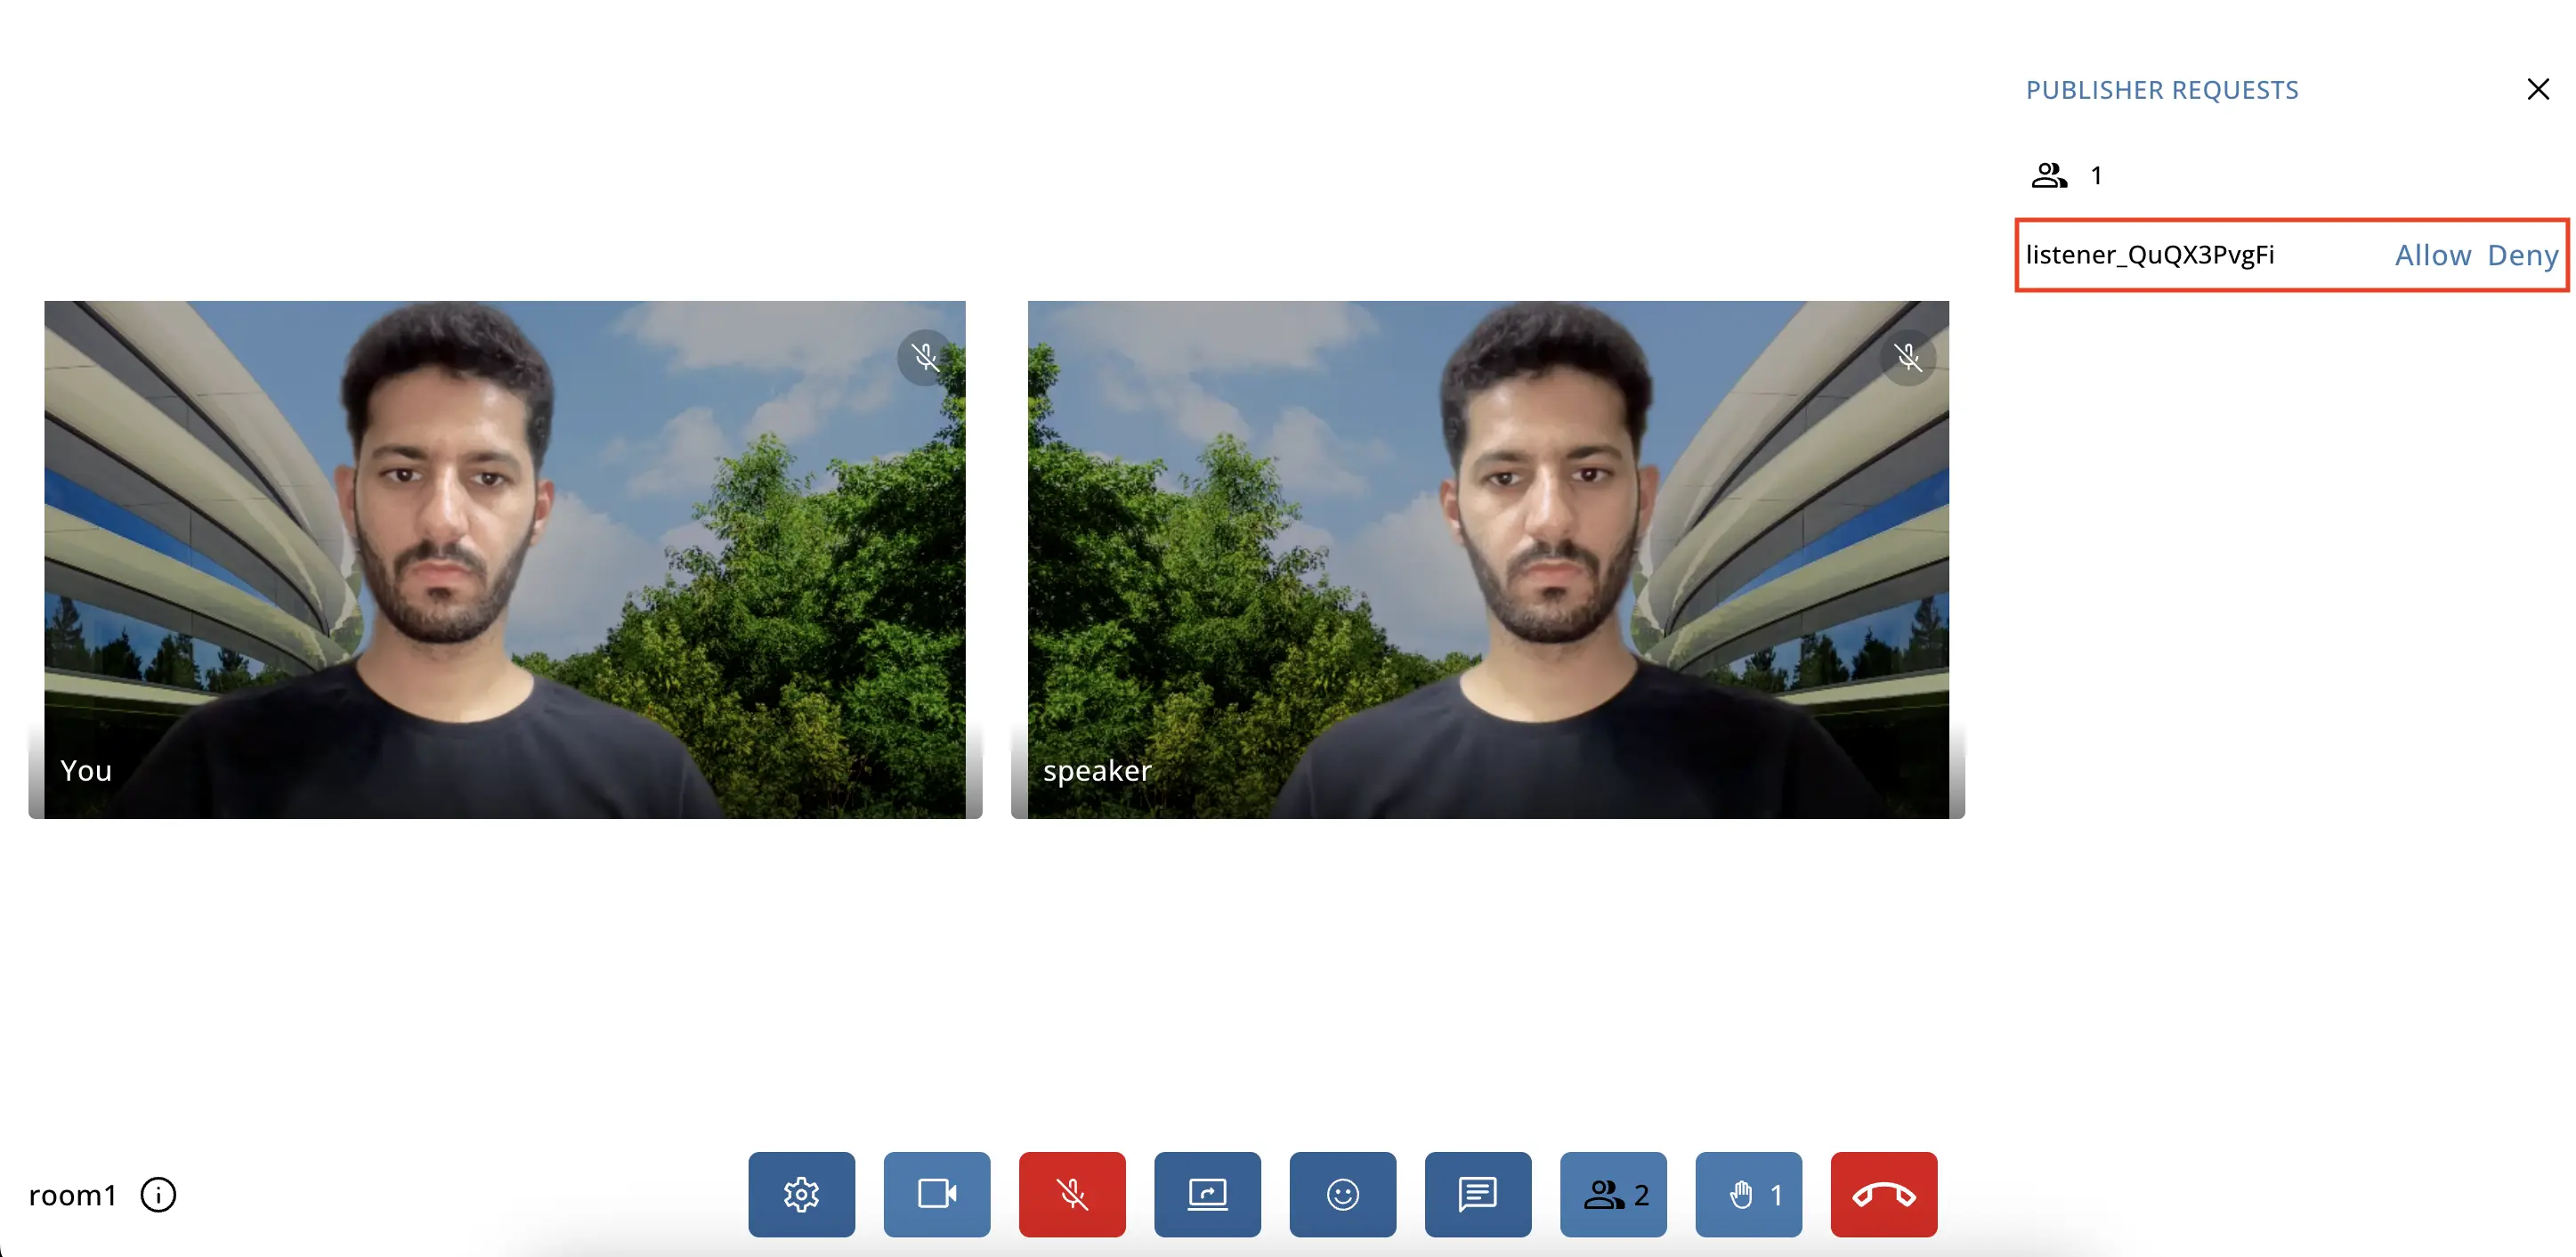 PUBLISHER REQUESTS
1
listener_QuQX3PvgFi Allow Deny
You
speaker
room1
2
1